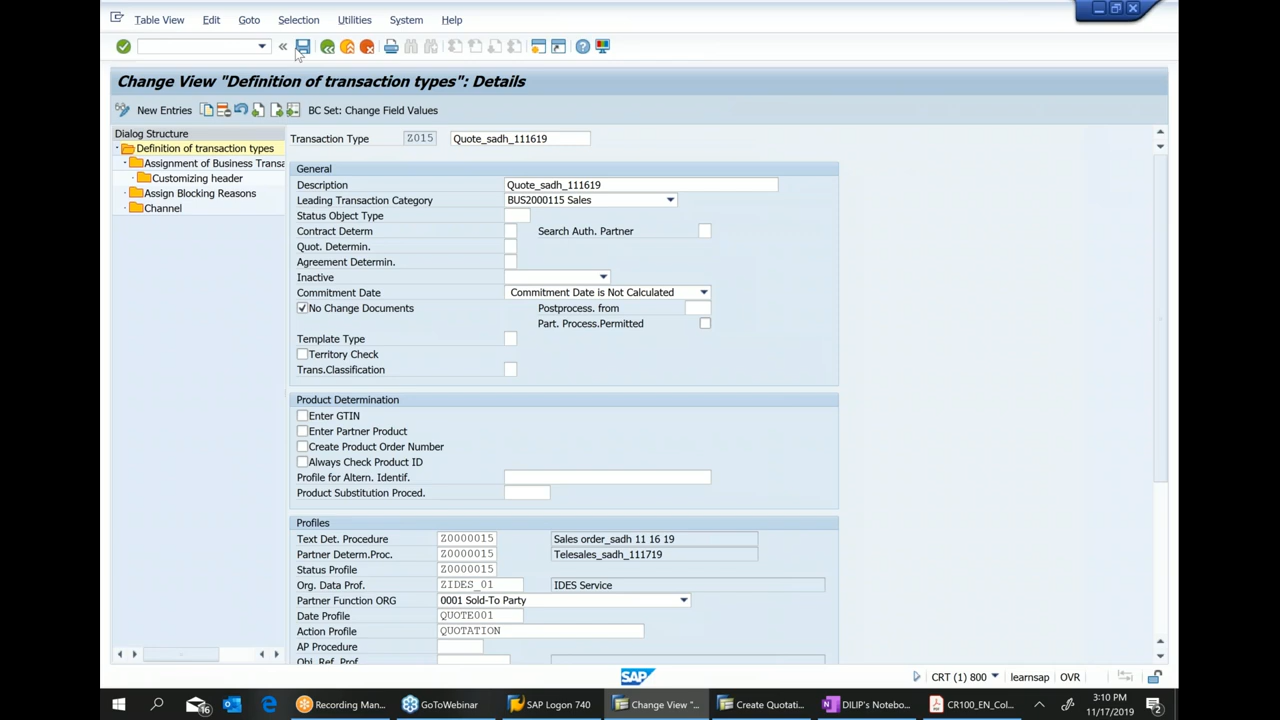 Table View Edit Goto Selection Utilities System Help
Change View "Definition of transaction types": Details
New Entries BC Set: Change Field Values
Dialog Structure
Definition of transaction types
Assignment of Business Transa
Customizing header
Assign Blocking Reasons
Channel
Transaction Type Z015 Quote_sadh_111619
General
Description Quote_sadh_111619
Leading Transaction Category BUS2000115 Sales
Status Object Type
Contract Determ Search Auth. Partner
Quot. Determin.
Agreement Determin.
Inactive
Commitment Date Commitment Date is Not Calculated
No Change Documents Postprocess. from
Part. Process.Permitted
Template Type
Territory Check
Trans.Classification
Product Determination
Enter GTIN
Enter Partner Product
Create Product Order Number
Always Check Product ID
Profile for Altern. Identif.
Product Substitution Proced.
Profiles
Text Det. Procedure Z0000015 Sales order_sadh 11 16 19
Partner Determ.Proc. Z0000015 Telesales_sadh_111719
Status Profile Z0000015
Org. Data Prof. ZIDES_01 IDES Service
Partner Function ORG 0001 Sold-To Party
Date Profile QUOTE001
Action Profile QUOTATION
AP Procedure
Obj. Ref. Prof.
SAP
CRT (1) 800 learnsap OVR
Recording Man... GoToWebinar SAP Logon 740 Change View "... Create Quotati... DILIP's Notebo... CR100_EN_Col...
3:10 PM
11/17/2019
2